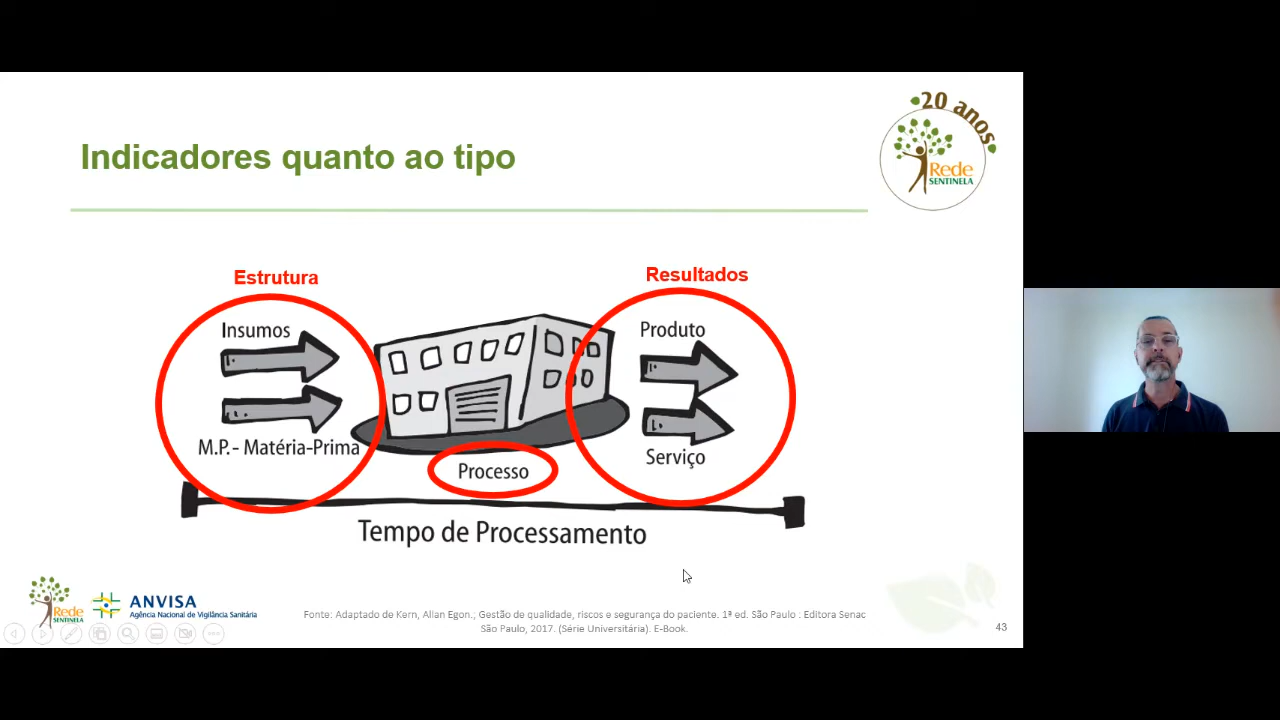 20 anos
Rede
SENTINELA
Indicadores quanto ao tipo
Estrutura
Resultados
Insumos
Produto
M.P.- Matéria-Prima
Serviço
Processo
Tempo de Processamento
Rede
SENTINELA
ANVISA
Agência Nacional de Vigilância Sanitária
Fonte: Adaptado de Kern, Allan Egon.; Gestão de qualidade, riscos e segurança do paciente. 1ª ed. São Paulo : Editora Senac
São Paulo, 2017. (Série Universitária). E-Book.
43